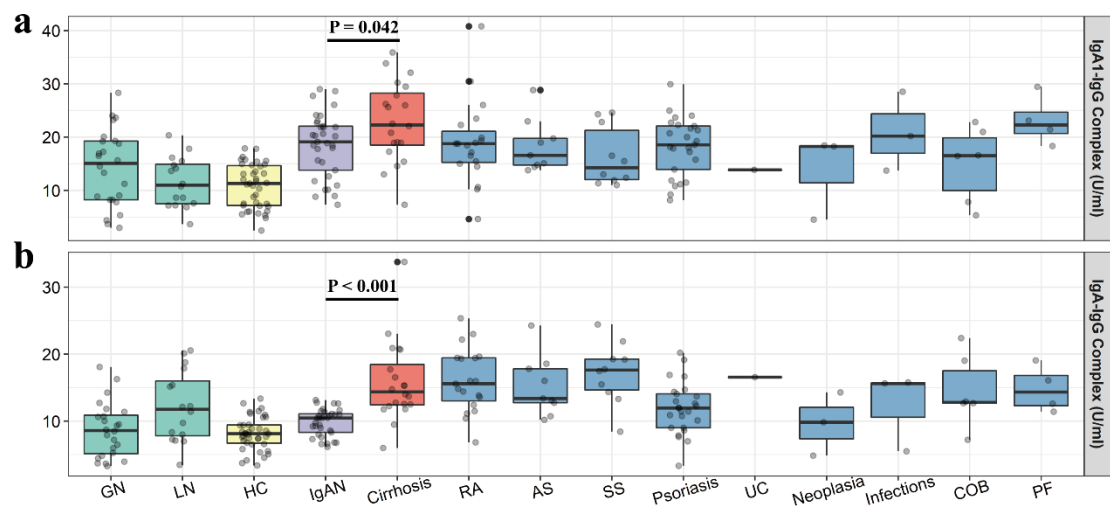 a
P = 0.042
40
30
20
10
IgA1-IgG Complex (U/ml)
b
P < 0.001
30
20
10
IgA-IgG Complex (U/ml)
GN LN HC IgAN Cirrhosis RA AS SS Psoriasis UC Neoplasia Infections COB PF